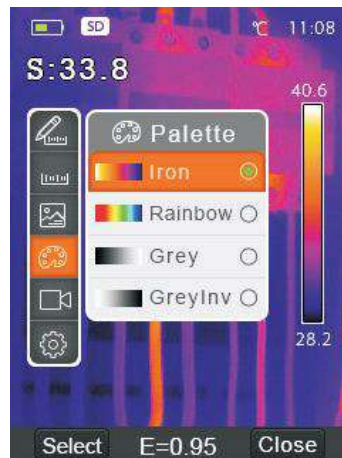 SD ℃ 11:08
S:33.8
40.6
Palette
Iron
Rainbow
Grey
GreyInv
28.2
Select E=0.95 Close